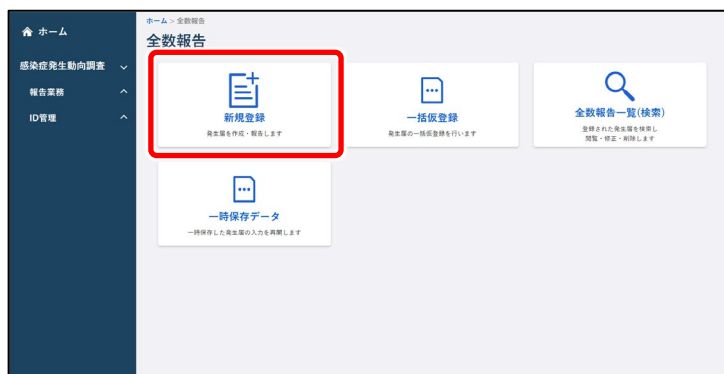 ホーム > 全数報告
ホーム
全数報告
感染症発生動向調査
報告業務
ID管理
新規登録
発生届を作成・報告します
一括仮登録
発生届の一括仮登録を行います
全数報告一覧(検索)
登録された発生届を検索し
閲覧・修正・削除します
一時保存データ
一時保存した発生届の入力を再開します